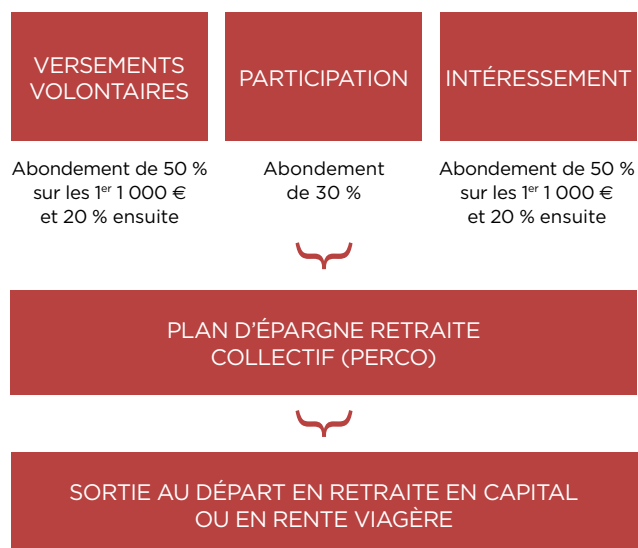 VERSEMENTS
VOLONTAIRES
PARTICIPATION
INTÉRESSEMENT
Abondement de 50 %
sur les 1er 1 000 €
et 20 % ensuite
Abondement
de 30 %
Abondement de 50 %
sur les 1er 1 000 €
et 20 % ensuite
PLAN D’ÉPARGNE RETRAITE
COLLECTIF (PERCO)
SORTIE AU DÉPART EN RETRAITE EN CAPITAL
OU EN RENTE VIAGÈRE